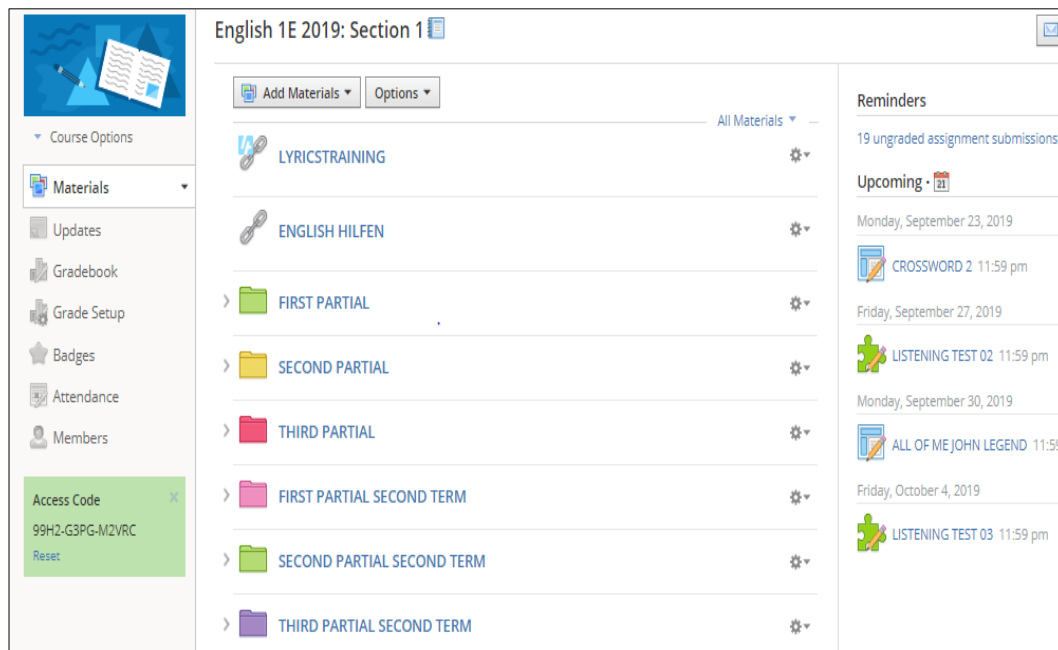 English 1E 2019: Section 1
Course Options
Materials
Updates
Gradebook
Grade Setup
Badges
Attendance
Members
Access Code
99H2-G3PG-M2VRC
Reset
Add Materials
Options
All Materials
LYRICSTRAINING
ENGLISH HILFEN
FIRST PARTIAL
SECOND PARTIAL
THIRD PARTIAL
FIRST PARTIAL SECOND TERM
SECOND PARTIAL SECOND TERM
THIRD PARTIAL SECOND TERM
Reminders
19 ungraded assignment submissions
Upcoming · 21
Monday, September 23, 2019
CROSSWORD 2 11:59 pm
Friday, September 27, 2019
LISTENING TEST 02 11:59 pm
Monday, September 30, 2019
ALL OF ME JOHN LEGEND 11:59
Friday, October 4, 2019
LISTENING TEST 03 11:59 pm